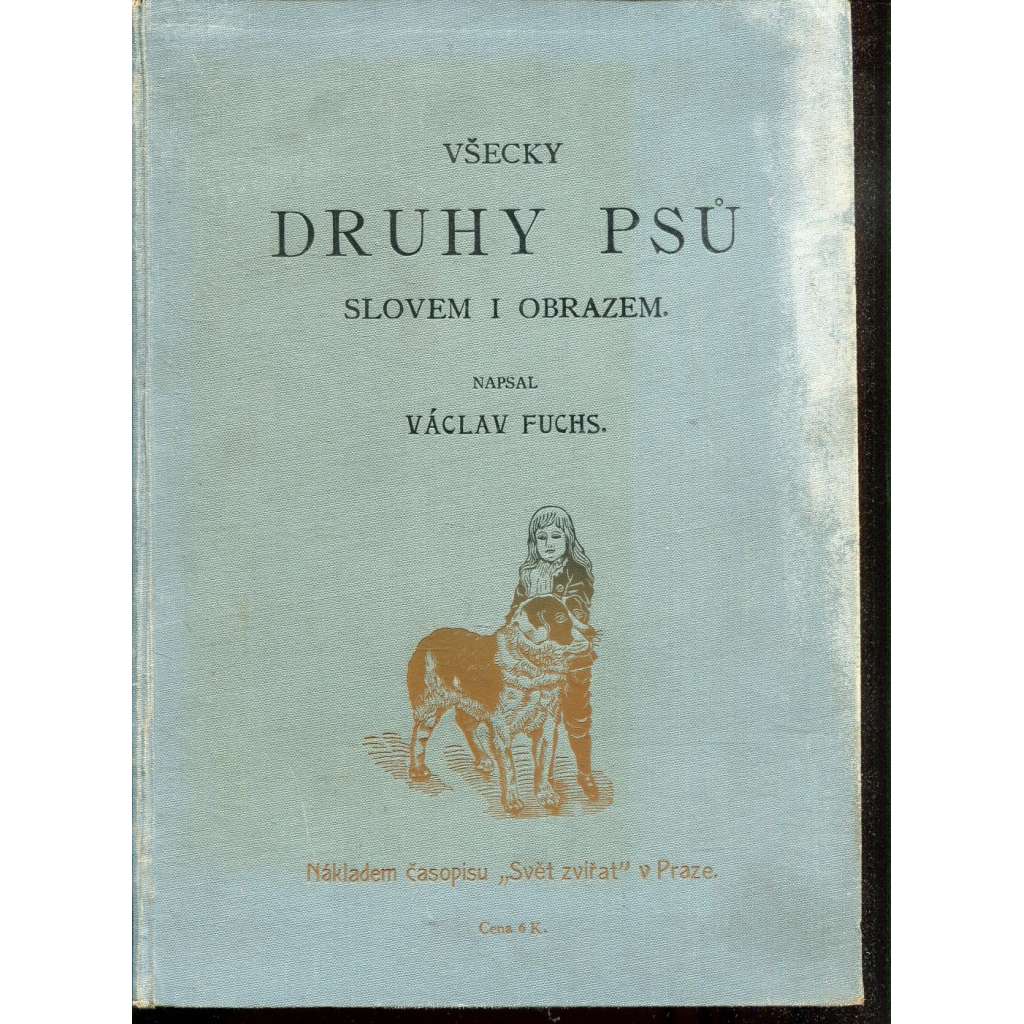 VŠECKY
DRUHY PSŮ
SLOVEM I OBRAZEM.
NAPSAL
VÁCLAV FUCHS.
Nákladem časopisu „Svět zvířat" v Praze.
Cena 6 K.